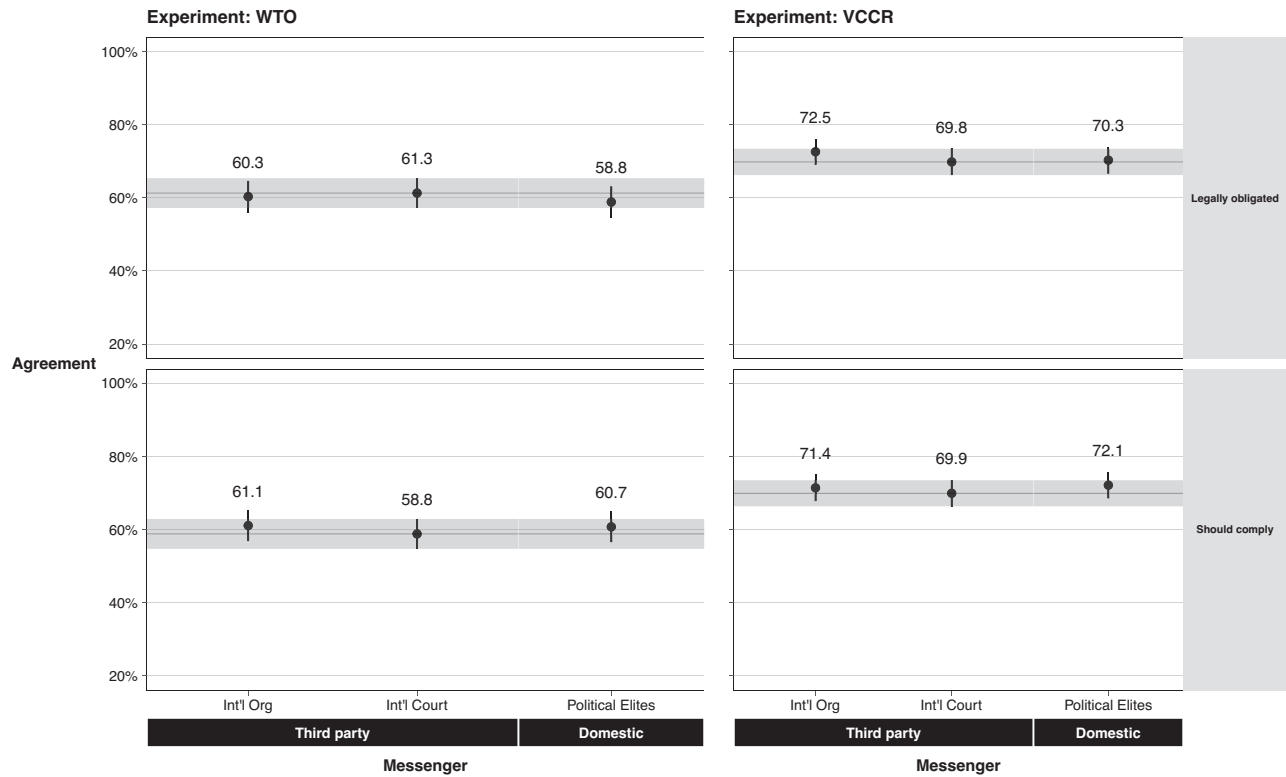 Experiment: WTO
Experiment: VCCR
100%
80%
60%
40%
20%
60.3
61.3
58.8
72.5
69.8
70.3
Legally obligated
Agreement
100%
80%
60%
40%
20%
61.1
58.8
60.7
71.4
69.9
72.1
Should comply
Int'l Org
Int'l Court
Political Elites
Int'l Org
Int'l Court
Political Elites
Third party
Domestic
Third party
Domestic
Messenger
Messenger